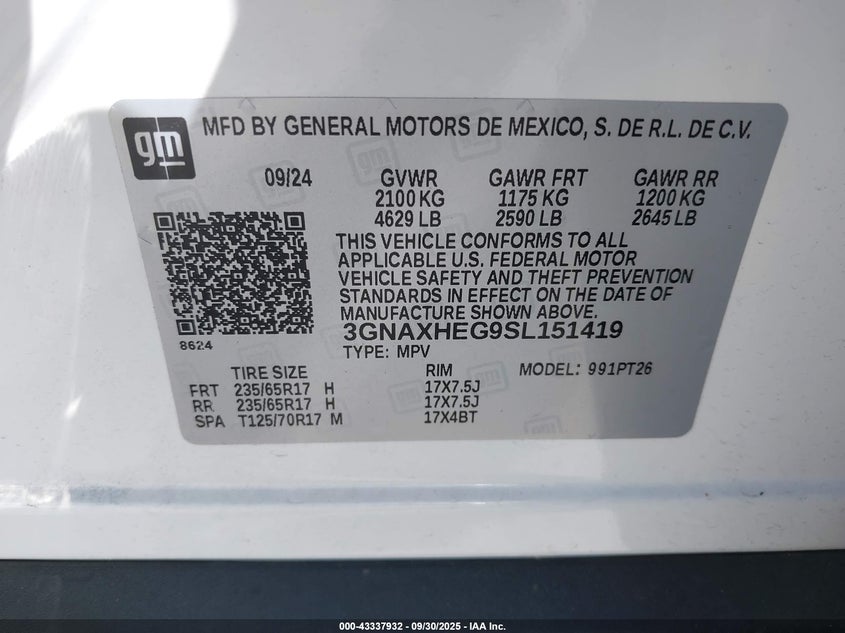 gm
MFD BY GENERAL MOTORS DE MEXICO, S. DE R.L. DE C.V.
09/24 GVWR GAWR FRT GAWR RR
2100 KG 1175 KG 1200 KG
4629 LB 2590 LB 2645 LB
THIS VEHICLE CONFORMS TO ALL
APPLICABLE U.S. FEDERAL MOTOR
VEHICLE SAFETY AND THEFT PREVENTION
STANDARDS IN EFFECT ON THE DATE OF
MANUFACTURE SHOWN ABOVE.
3GNAXHEG9SL151419
8624
TYPE: MPV
TIRE SIZE RIM MODEL: 991PT26
FRT 235/65R17 H 17X7.5J
RR 235/65R17 H 17X7.5J
SPA T125/70R17 M 17X4BT
000-43337932 - 09/30/2025 - IAA Inc.